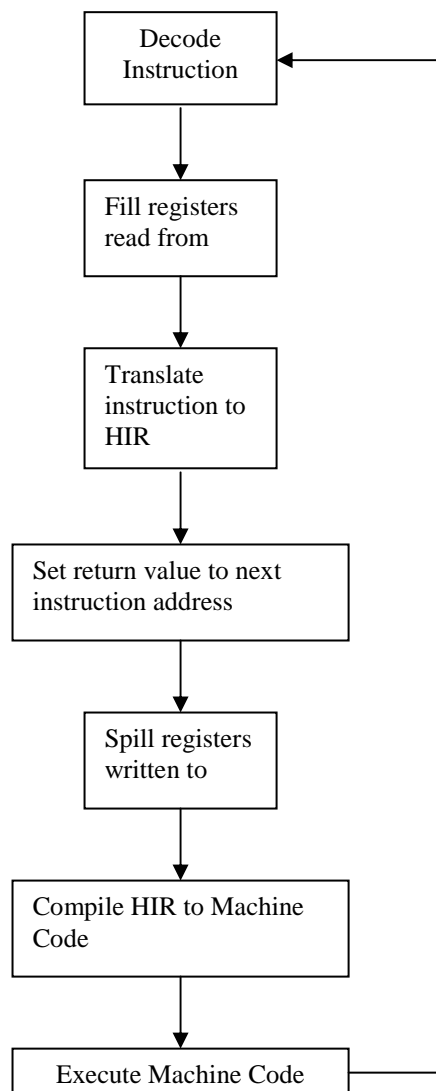 Decode
Instruction
Fill registers
read from
Translate
instruction to
HIR
Set return value to next
instruction address
Spill registers
written to
Compile HIR to Machine
Code
Execute Machine Code